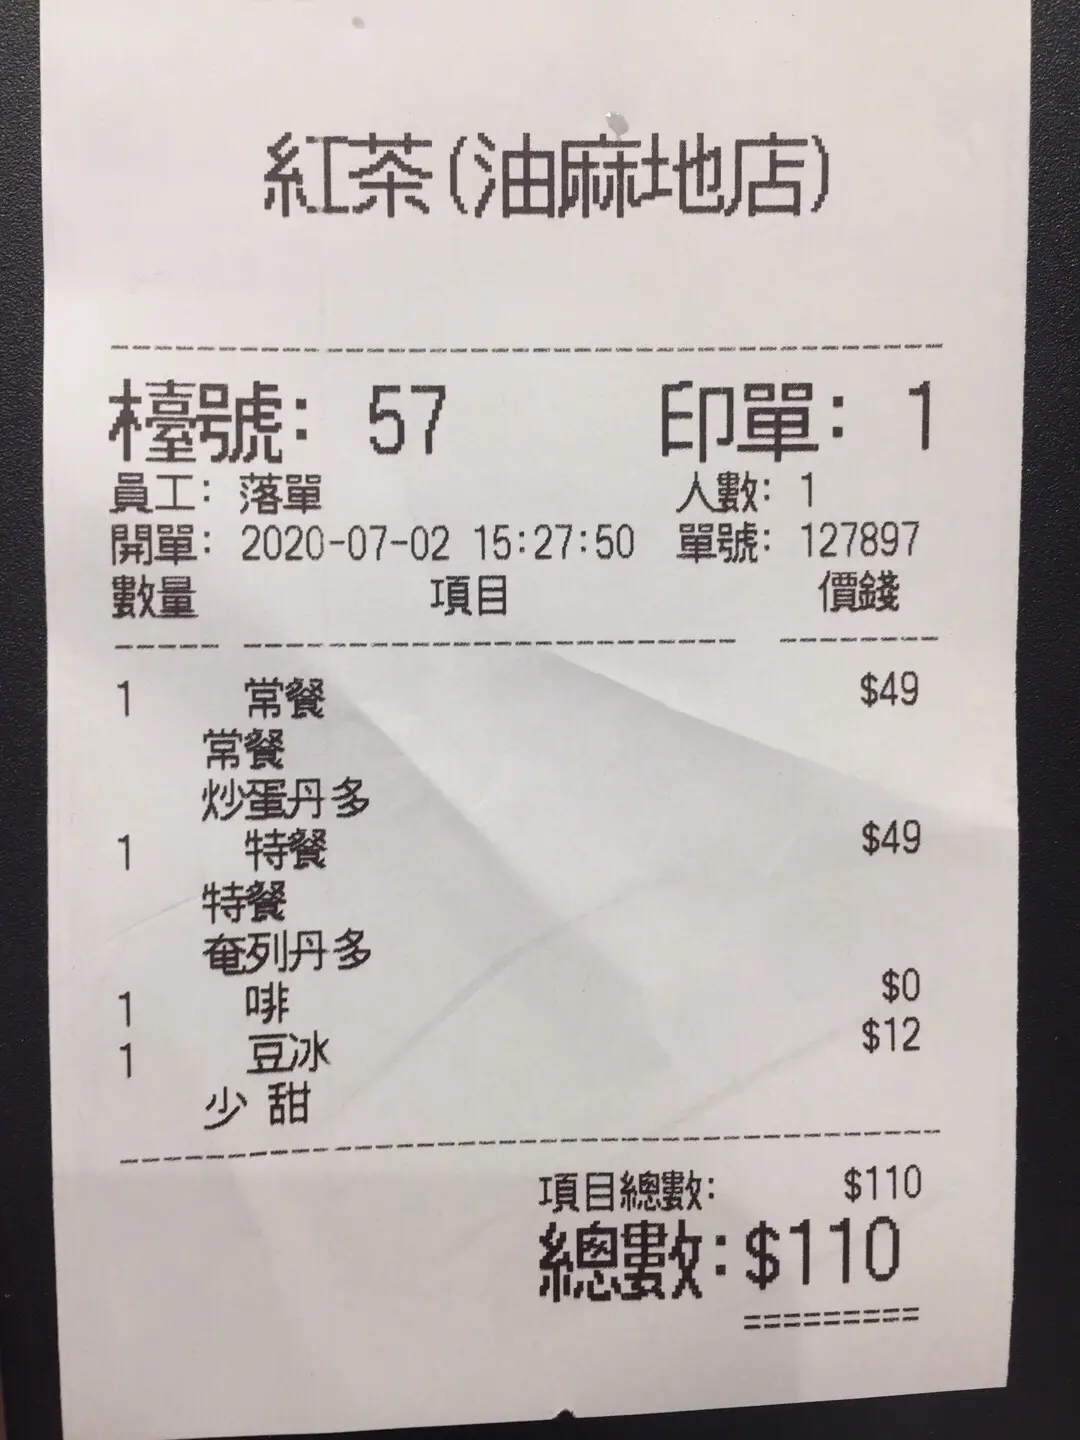 紅茶(油麻地店)
檯號: 57 印單: 1
員工: 落單 人數: 1
開單: 2020-07-02 15:27:50 單號: 127897
數量 項目 價錢
1 常餐 $49
常餐
炒蛋丹多
1 特餐 $49
特餐
奄列丹多
1 啡 $0
1 豆冰 $12
少 甜
項目總數: $110
總數:$110